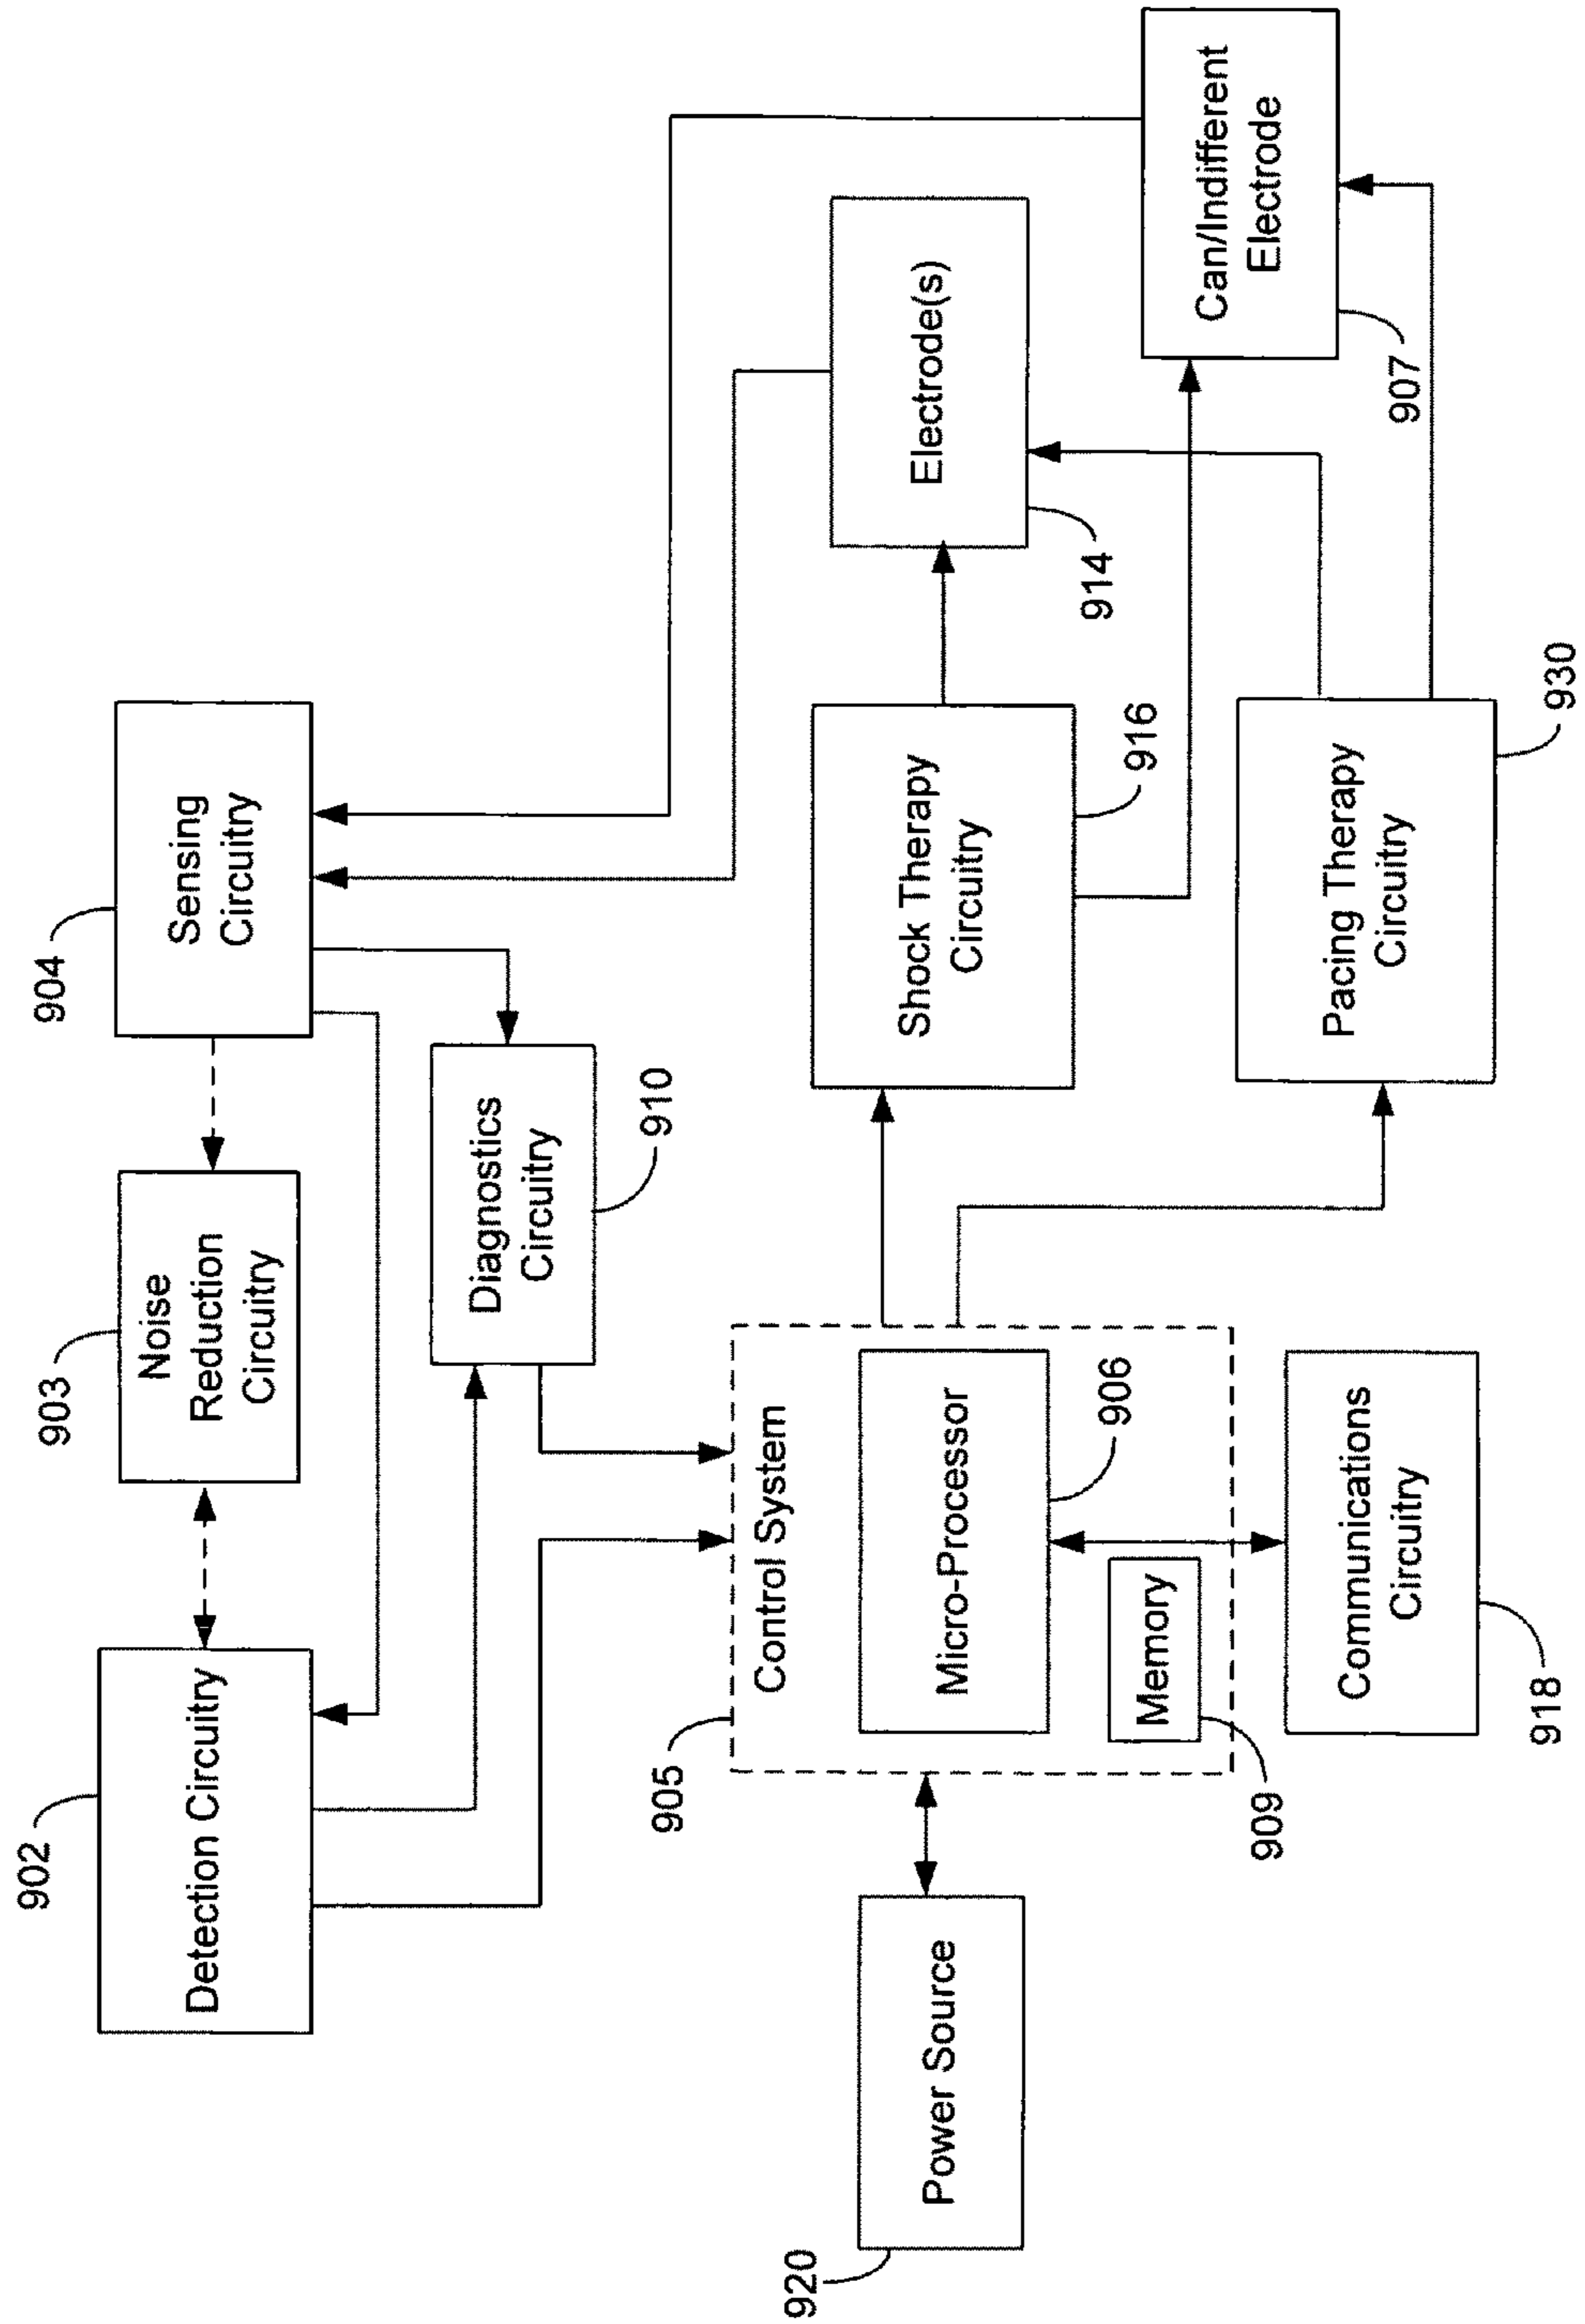 902
Detection Circuitry
903
Noise
Reduction
Circuitry
904
Sensing
Circuitry
Diagnostics
Circuitry
910
905
Control System
Micro-Processor
906
Memory
909
920
Power Source
Communications
Circuitry
918
Shock Therapy
Circuitry
916
Pacing Therapy
Circuitry
930
Electrode(s)
914
Can/Indifferent
Electrode
907